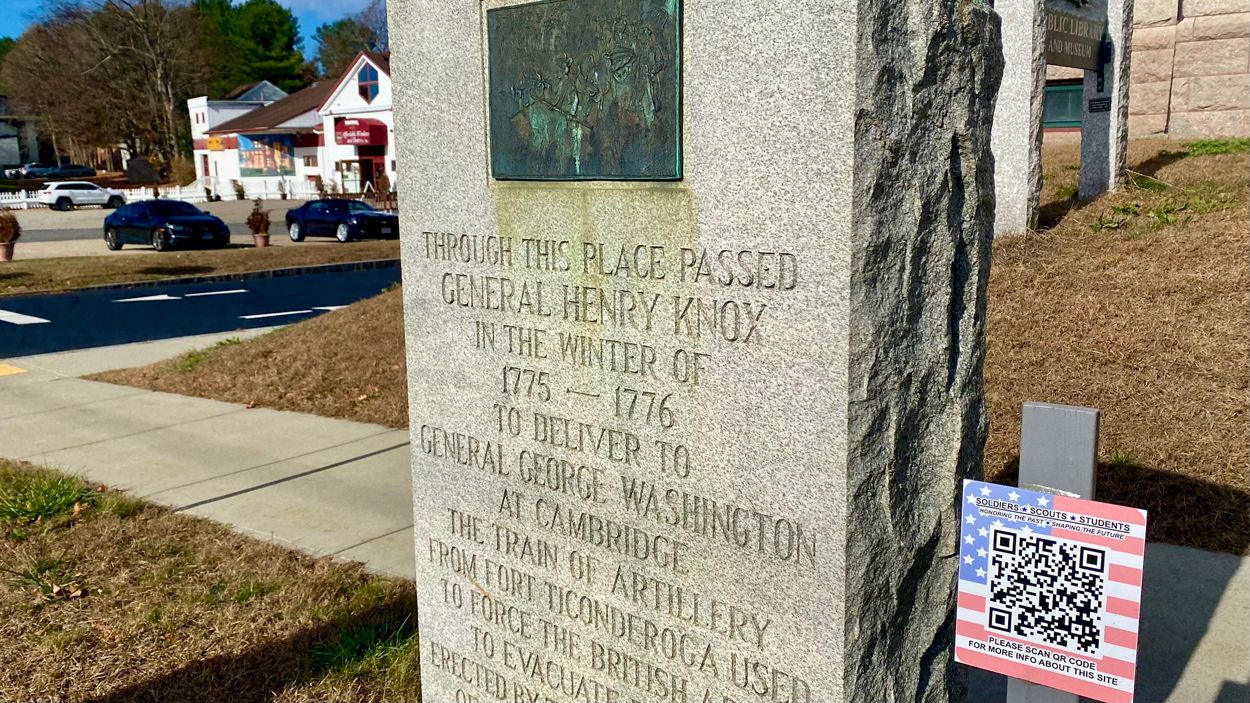 THROUGH THIS PLACE PASSED
GENERAL HENRY KNOX
IN THE WINTER OF
1775 — 1776
TO DELIVER TO
GENERAL GEORGE WASHINGTON
AT CAMBRIDGE
THE TRAIN OF ARTILLERY
FROM FORT TICONDEROGA USED
TO FORCE THE BRITISH
TO EVACUATE
ERECTED BY
BLIC LIBRARY
AND MUSEUM
SOLDIERS ★ SCOUTS ★ STUDENTS
HONORING THE PAST ★ SHAPING THE FUTURE
PLEASE SCAN QR CODE
FOR MORE INFO ABOUT THIS SITE